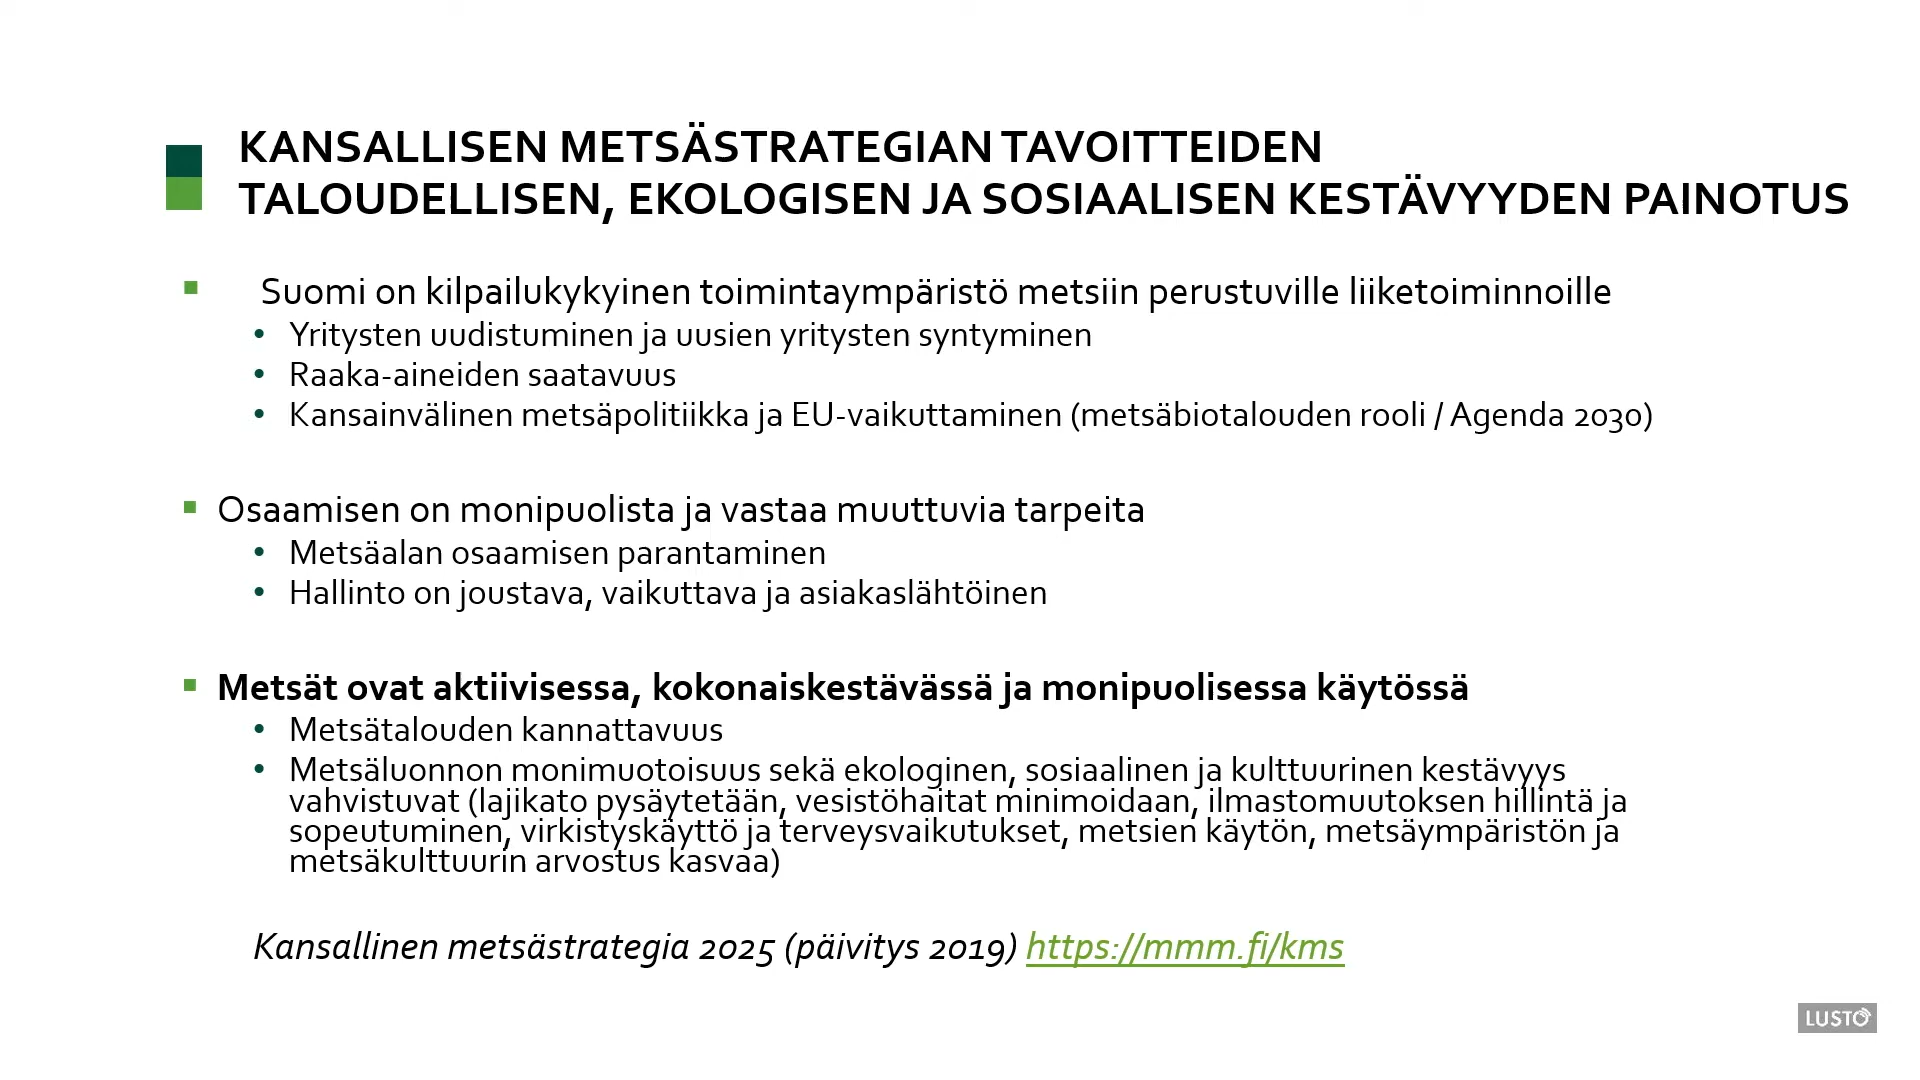 KANSALLISEN METSÄSTRATEGIAN TAVOITTEIDEN
TALOUDELLISEN, EKOLOGISEN JA SOSIAALISEN KESTÄVYYDEN PAINOTUS
Suomi on kilpailukykyinen toimintaympäristö metsiin perustuville liiketoiminnoille
• Yritysten uudistuminen ja uusien yritysten syntyminen
• Raaka-aineiden saatavuus
• Kansainvälinen metsäpolitiikka ja EU-vaikuttaminen (metsäbiotalouden rooli / Agenda 2030)
Osaamisen on monipuolista ja vastaa muuttuvia tarpeita
• Metsäalan osaamisen parantaminen
• Hallinto on joustava, vaikuttava ja asiakaslähtöinen
Metsät ovat aktiivisessa, kokonaiskestävässä ja monipuolisessa käytössä
• Metsätalouden kannattavuus
• Metsäluonnon monimuotoisuus sekä ekologinen, sosiaalinen ja kulttuurinen kestävyys
vahvistuvat (lajikato pysäytetään, vesistöhaitat minimoidaan, ilmastomuutoksen hillintä ja
sopeutuminen, virkistyskäyttö ja terveysvaikutukset, metsien käytön, metsäympäristön ja
metsäkulttuurin arvostus kasvaa)
Kansallinen metsästrategia 2025 (päivitys 2019) https://mmm.fi/kms
LUSTO